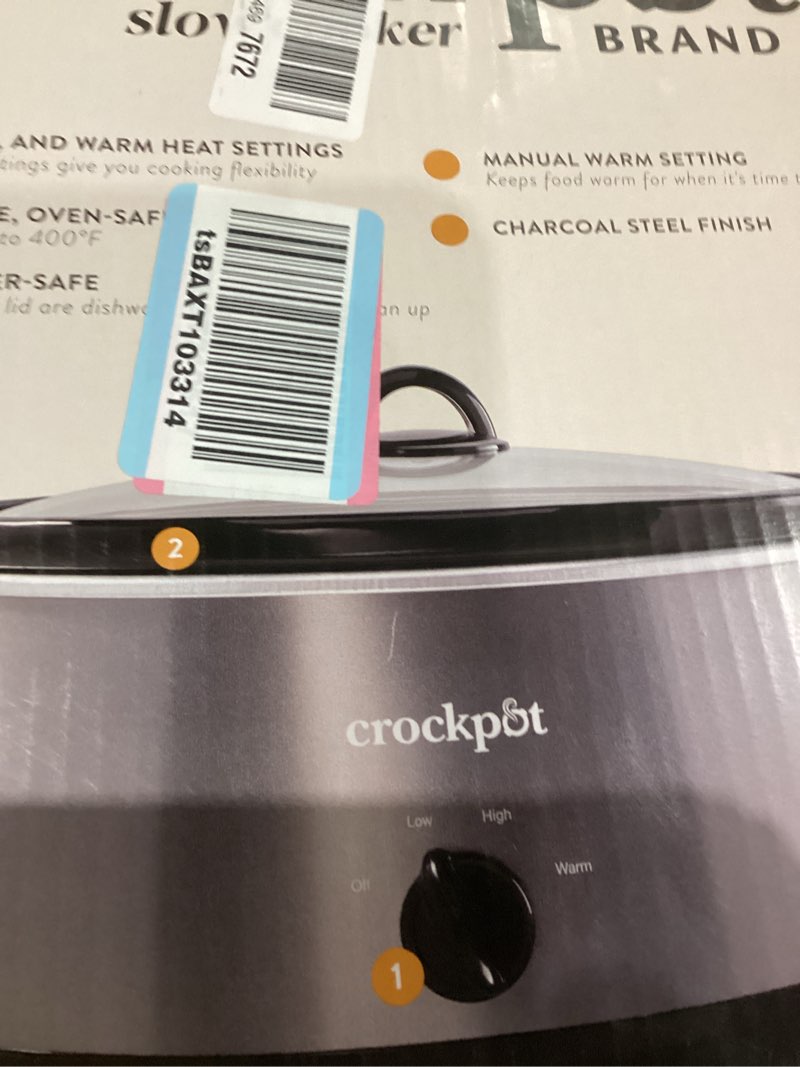 slow ker
BRAND
7672
AND WARM HEAT SETTINGS
give you cooking flexibility
MANUAL WARM SETTING
Keeps food warm for when it's time
E, OVEN-SAF
to 400°F
CHARCOAL STEEL FINISH
ER-SAFE
lid are dishw
an up
tsBAXT103314
2
crockpot
Low
High
Off
Warm
1